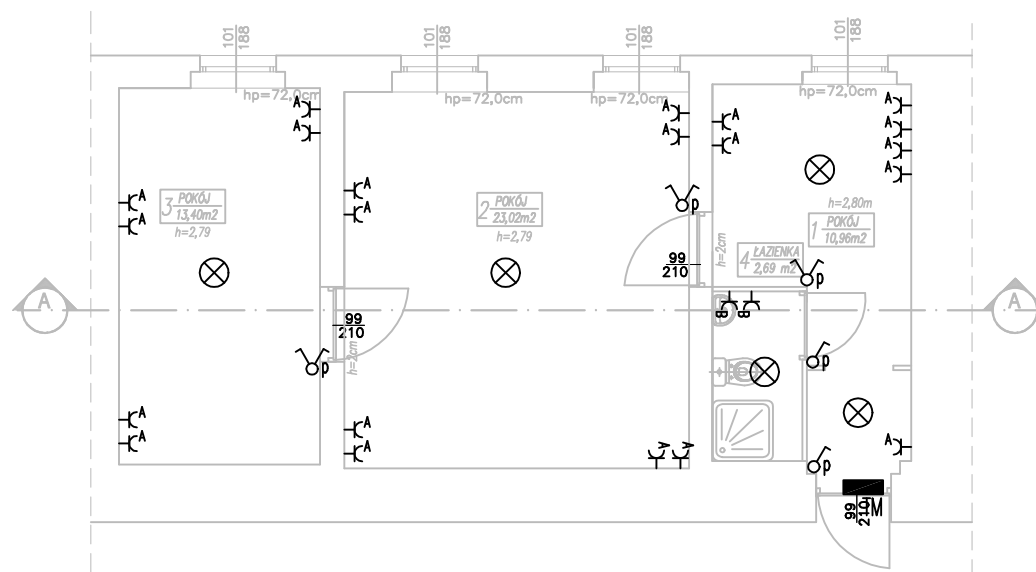 101
188
101
188
101
188
101
188
hp=72,0cm
hp=72,0cm
hp=72,0cm
hp=72,0cm
A
A
A
A
A
A
A
A
A
A
A
A
A
A
3 POKÓJ
13,40m2
h=2,79
2 POKÓJ
23,02m2
h=2,79
p
h=2,80m
1 POKÓJ
10,96m2
h=2cm
4 ŁAZIENKA
2,69 m2
99
210
p
A
A
B
B
99
210
h=2cm
p
p
A
A
A
A
A
A
A
p
99
210
TM